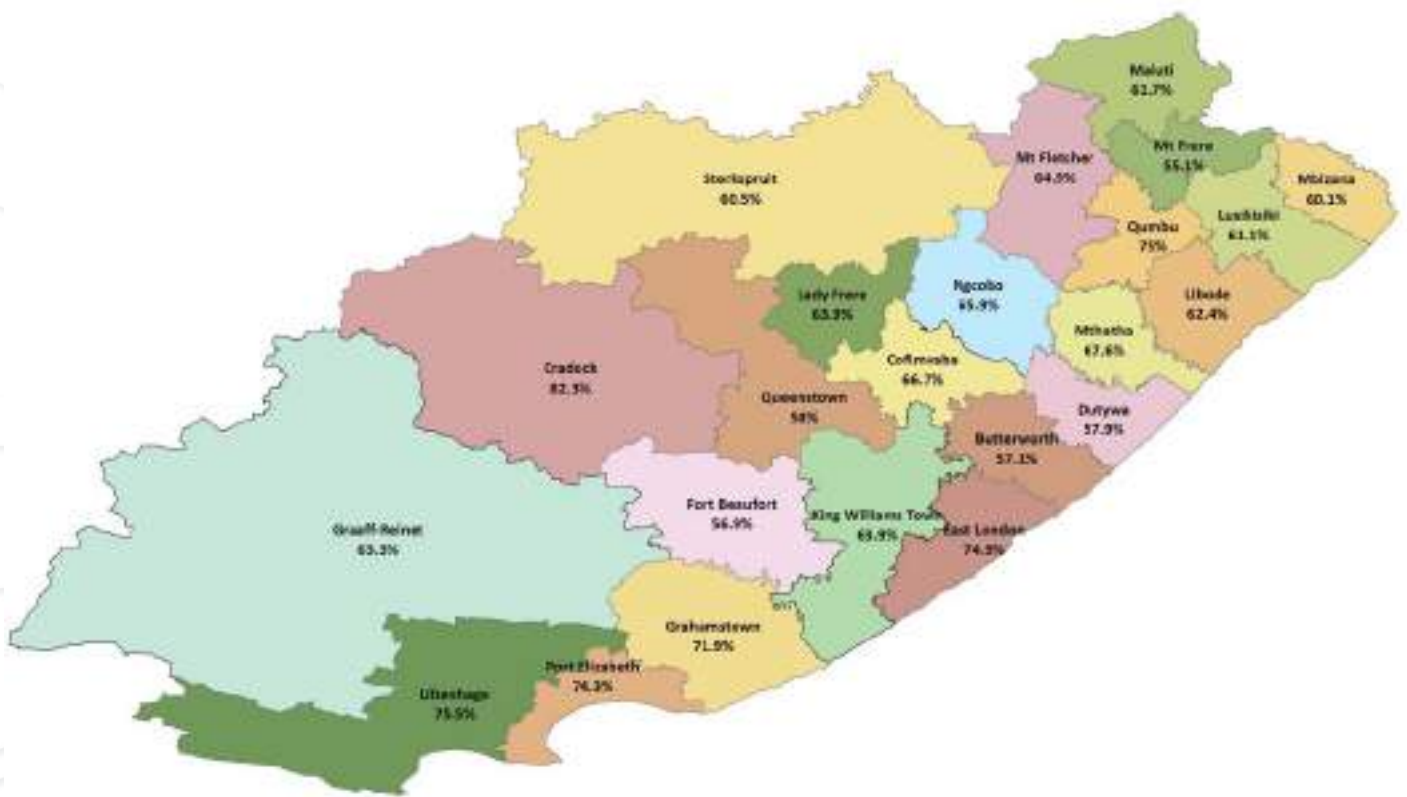 Maluti
61.7%
Mt Frere
55.1%
Mbizana
60.1%
Mt Fletcher
64.9%
Sterkspruit
60.5%
Lusikisiki
61.1%
Qumbu
75%
Libode
62.4%
Ngcobo
65.9%
Lady Frere
63.9%
Mthatha
67.6%
Cofimvaba
66.7%
Cradock
82.3%
Queenstown
58%
Dutywa
57.9%
Butterworth
57.1%
Fort Beaufort
56.9%
King Williams Town
63.9%
East London
74.3%
Graaff-Reinet
63.3%
Grahamstown
71.9%
Port Elizabeth
74.3%
Uitenhage
75.5%